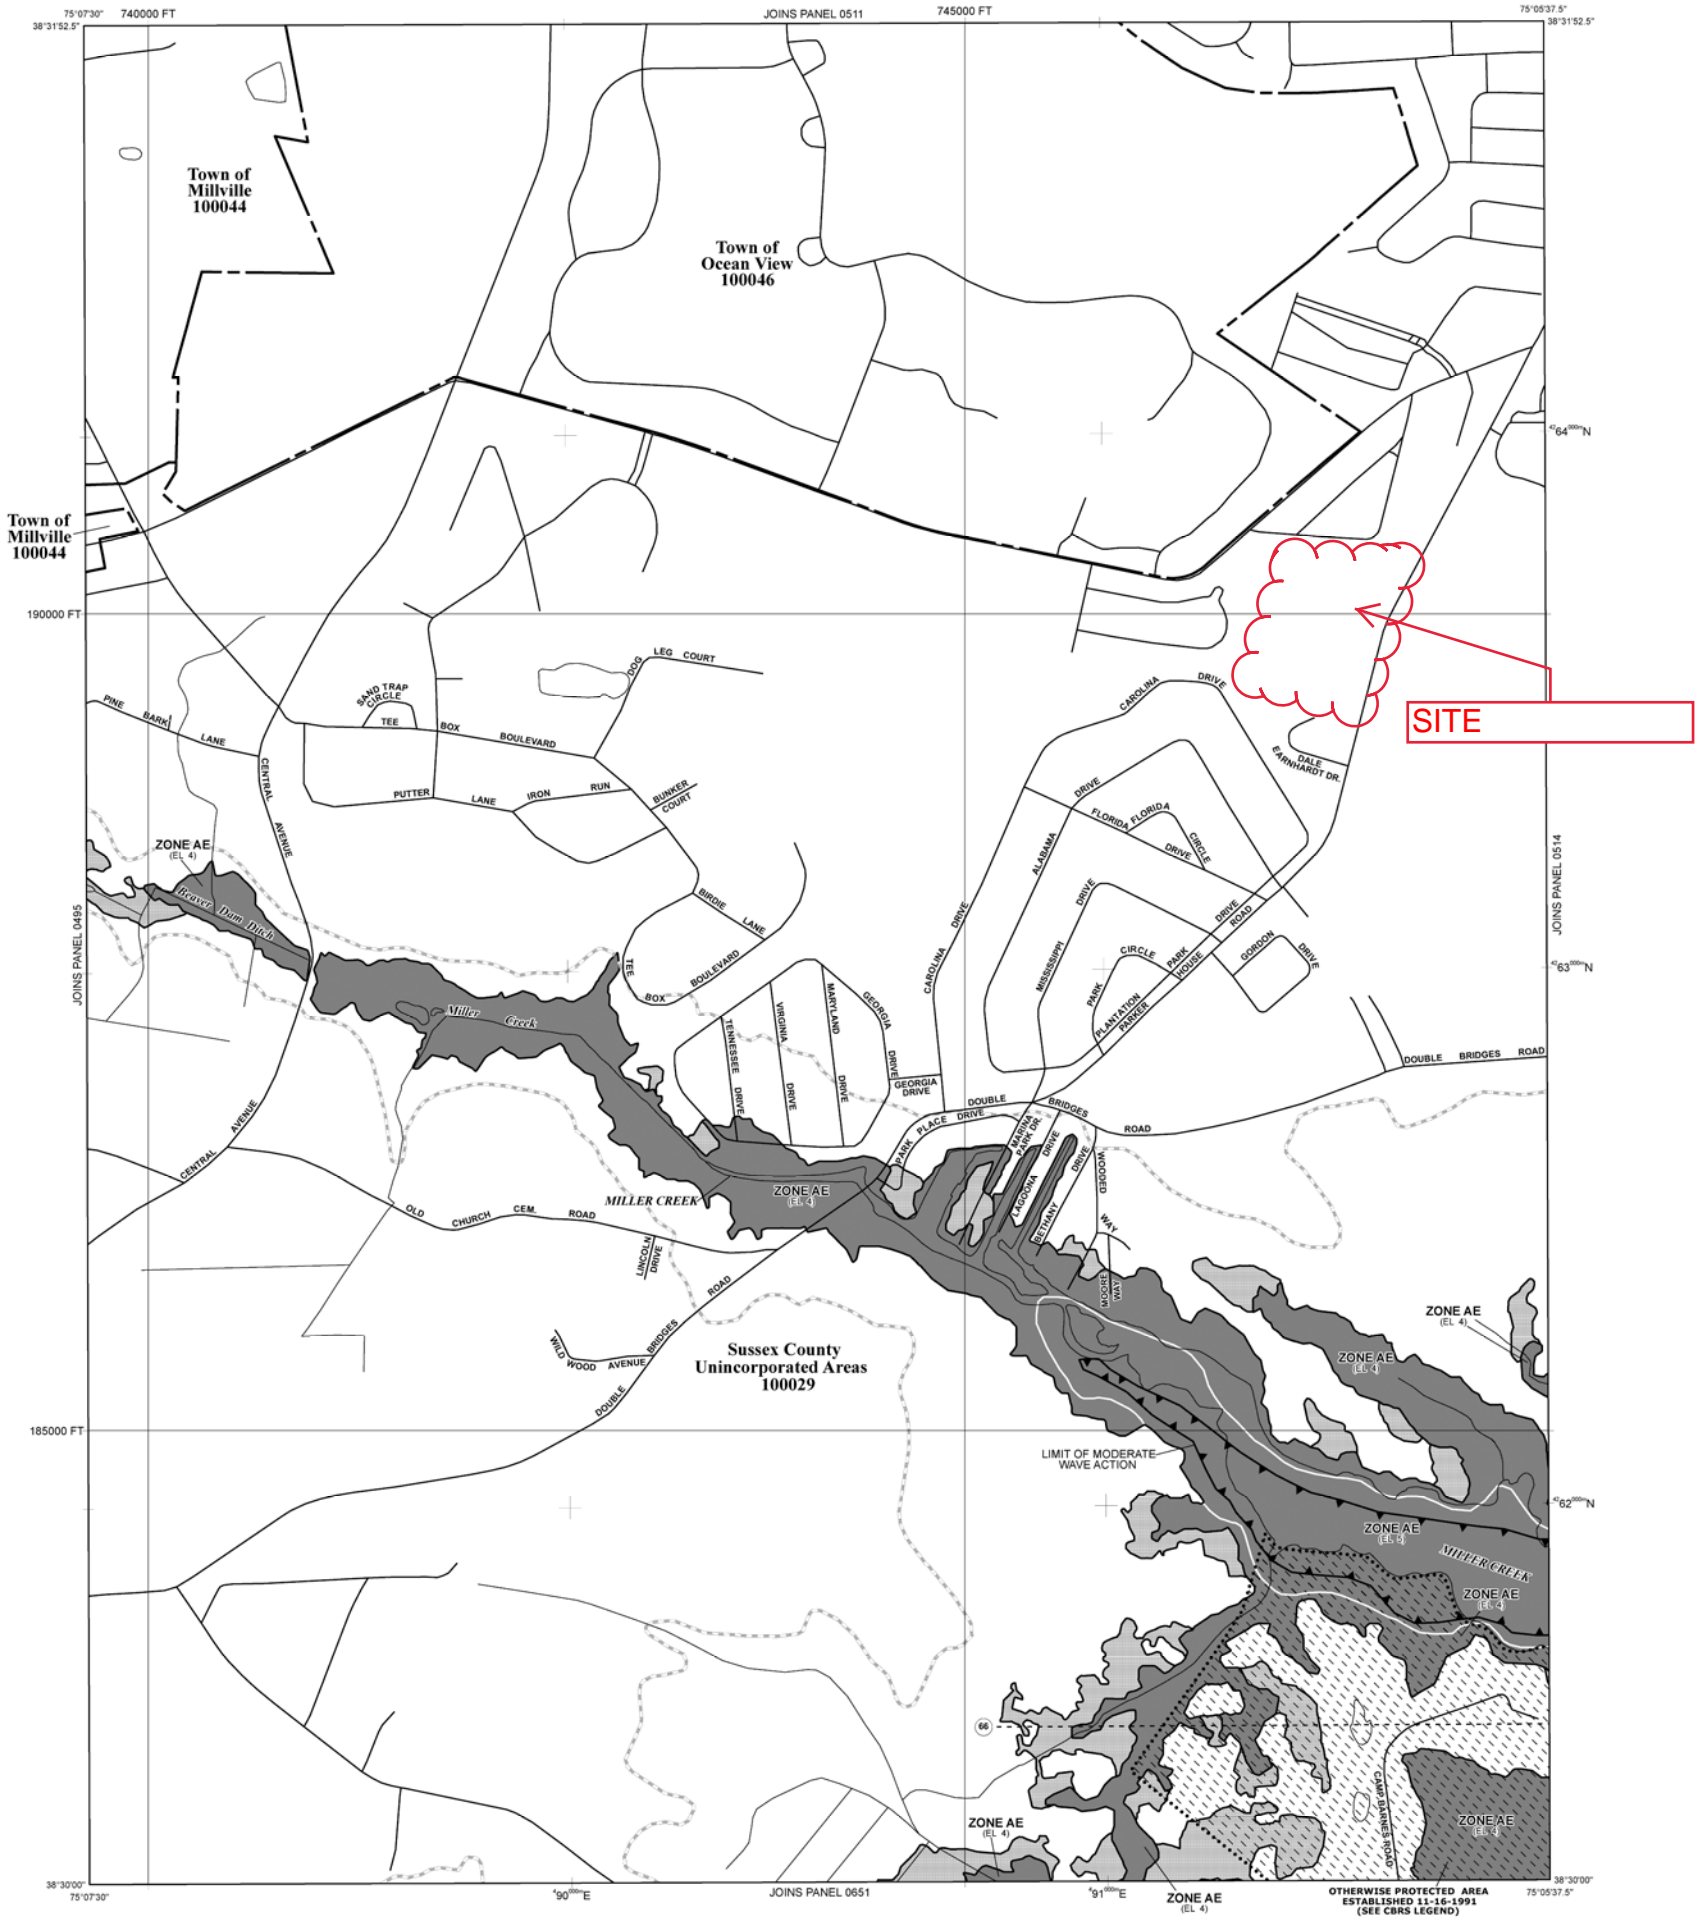 75°07'30"
740000 FT
JOINS PANEL 0511
745000 FT
75°05'37.5"
38°31'52.5"
38°31'52.5"
Town of
Millville
100044
Town of
Ocean View
100046
4264000mN
Town of
Millville
100044
190000 FT
SITE
DOG LEG COURT
SAND TRAP
CIRCLE
TEE BOX BOULEVARD
PINE BARK LANE
CENTRAL AVENUE
PUTTER LANE
IRON RUN
BUNKER
COURT
CAROLINA DRIVE
DALE
EARNHARDT DR.
ALABAMA DRIVE
FLORIDA DRIVE
FLORIDA CIRCLE
ZONE AE
(EL 4)
Beaver Dam Ditch
JOINS PANEL 0495
JOINS PANEL 0514
BIRDIE LANE
TEE BOX BOULEVARD
MISSISSIPPI DRIVE
CAROLINA DRIVE
PARK CIRCLE
PLANTATION PARK DRIVE
PARKER HOUSE ROAD
GORDON DRIVE
4263000mN
Miller Creek
TENNESSEE DRIVE
VIRGINIA DRIVE
MARYLAND DRIVE
GEORGIA DRIVE
GEORGIA
DRIVE
DOUBLE BRIDGES ROAD
DOUBLE BRIDGES ROAD
PARK PLACE DRIVE
MARINA
PARK DR.
LAGOONA DRIVE
BETHANY DRIVE
WOODED WAY
MOORE
WAY
CENTRAL AVENUE
OLD CHURCH CEM. ROAD
LINCOLN
DRIVE
MILLER CREEK
ZONE AE
(EL 4)
WILD WOOD AVENUE
DOUBLE BRIDGES ROAD
Sussex County
Unincorporated Areas
100029
ZONE AE
(EL 4)
ZONE AE
(EL 4)
185000 FT
LIMIT OF MODERATE
WAVE ACTION
4262000mN
ZONE AE
(EL 5)
MILLER CREEK
ZONE AE
(EL 4)
66
CAMP BARNES ROAD
ZONE AE
(EL 4)
ZONE AE
(EL 4)
38°30'00"
75°07'30"
490000mE
JOINS PANEL 0651
491000mE
ZONE AE
(EL 4)
OTHERWISE PROTECTED AREA
ESTABLISHED 11-16-1991
(SEE CBRS LEGEND)
38°30'00"
75°05'37.5"